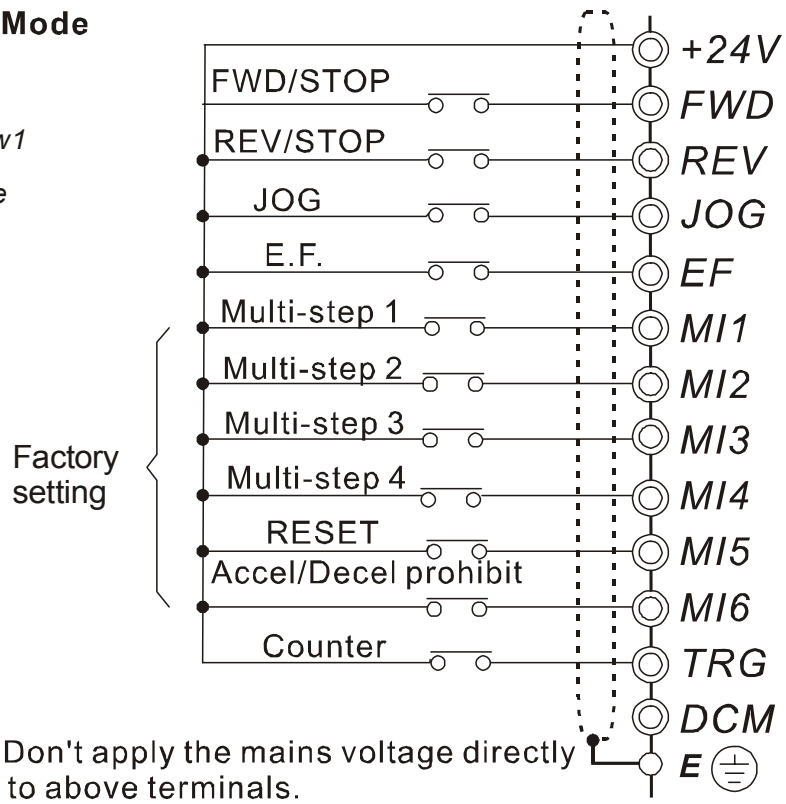 Mode
+24V
FWD/STOP
FWD
w1
REV/STOP
REV
e
JOG
JOG
E.F.
EF
Multi-step 1
MI1
Multi-step 2
MI2
Multi-step 3
MI3
Factory
setting
Multi-step 4
MI4
RESET
MI5
Accel/Decel prohibit
MI6
Counter
TRG
DCM
Don't apply the mains voltage directly
to above terminals.
E